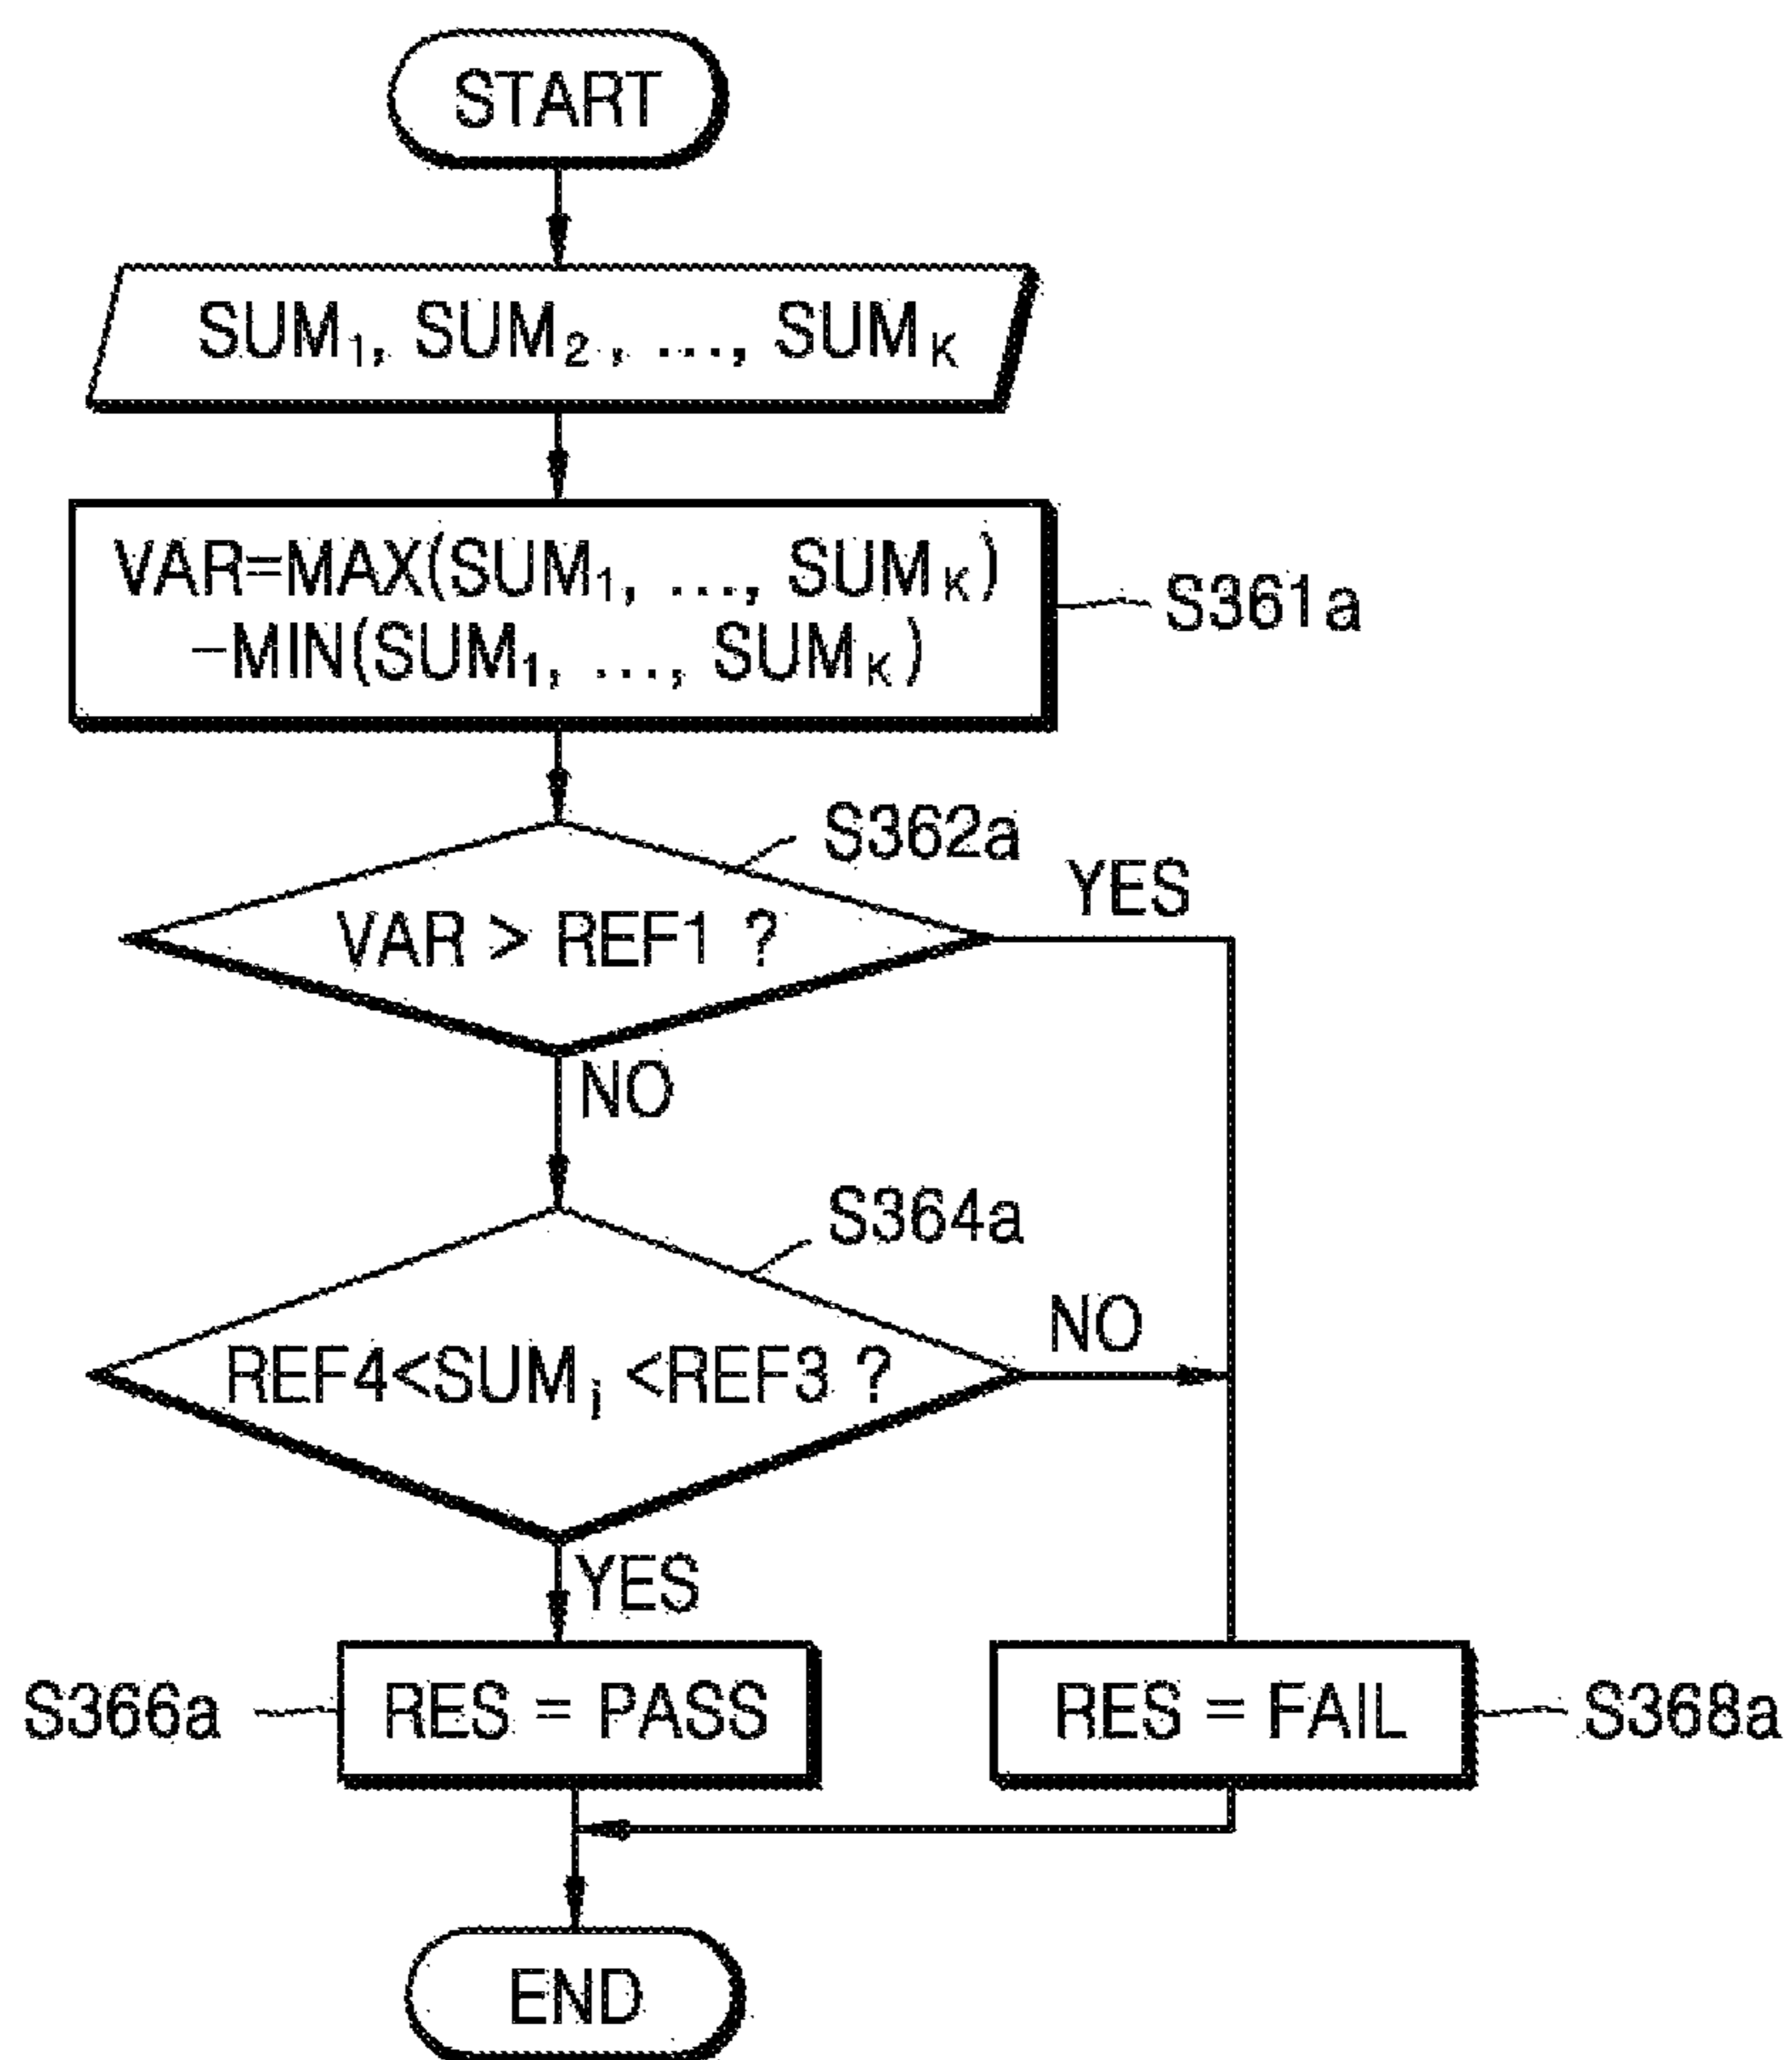 START
SUM₁, SUM₂, ..., SUMₖ
VAR=MAX(SUM₁, ..., SUMₖ)
-MIN(SUM₁, ..., SUMₖ)
S361a
S362a
YES
VAR > REF1 ?
NO
S364a
NO
REF4<SUMᵢ <REF3 ?
YES
S366a
RES = PASS
RES = FAIL
S368a
END